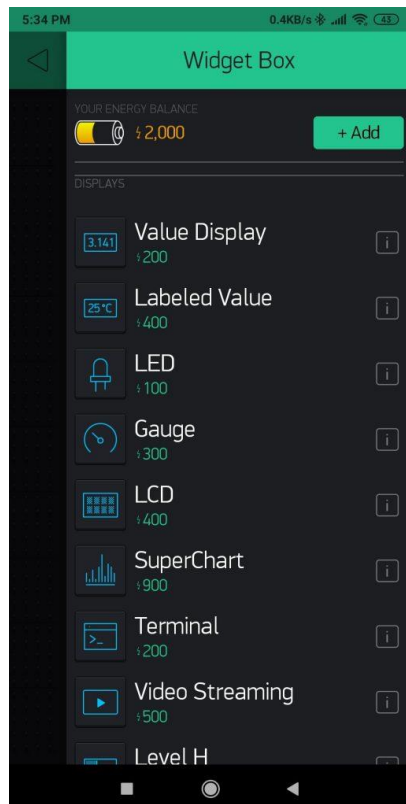 5:34 PM 0.4KB/s 43
Widget Box
YOUR ENERGY BALANCE
2,000
+ Add
DISPLAYS
3.141
Value Display
200
25°C
Labeled Value
400
LED
100
Gauge
300
LCD
400
SuperChart
900
>_
Terminal
200
Video Streaming
500
Level H